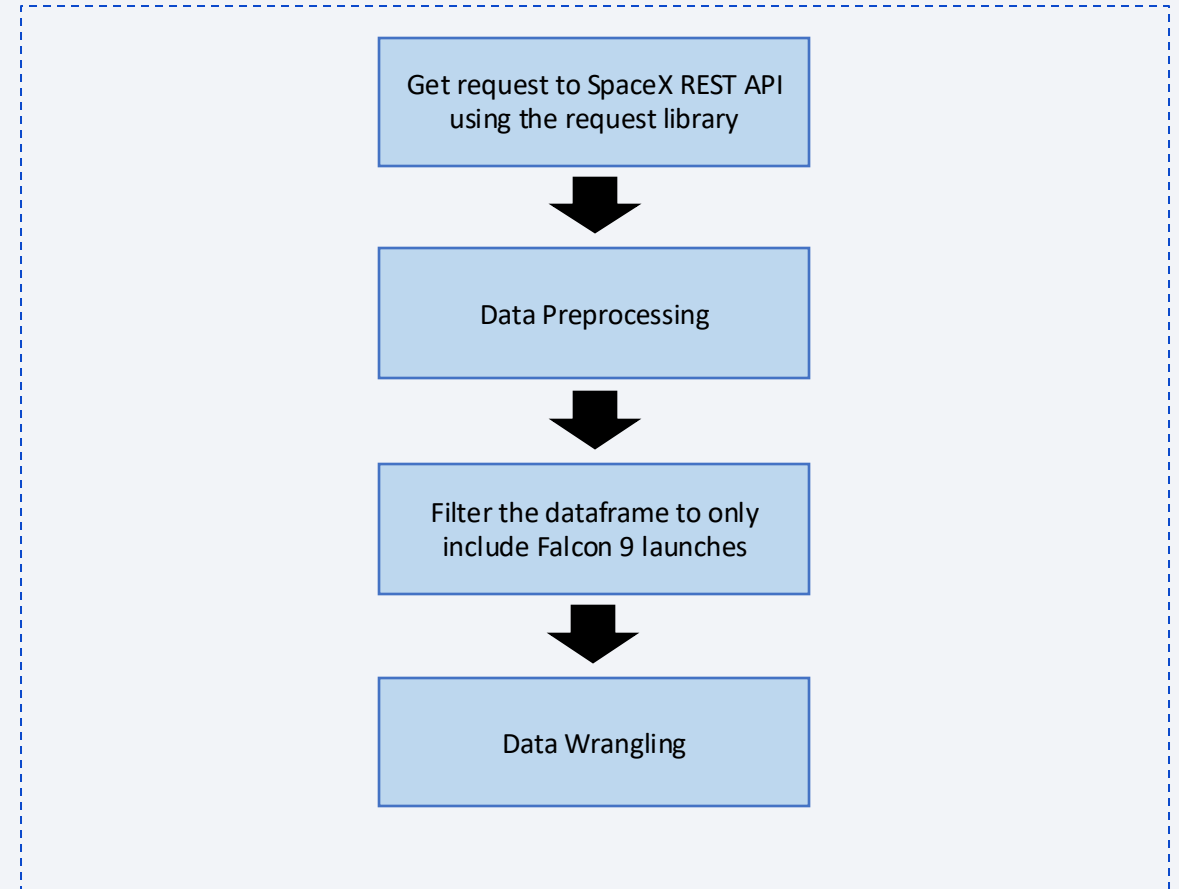 Get request to SpaceX REST API
using the request library
Data Preprocessing
Filter the dataframe to only
include Falcon 9 launches
Data Wrangling